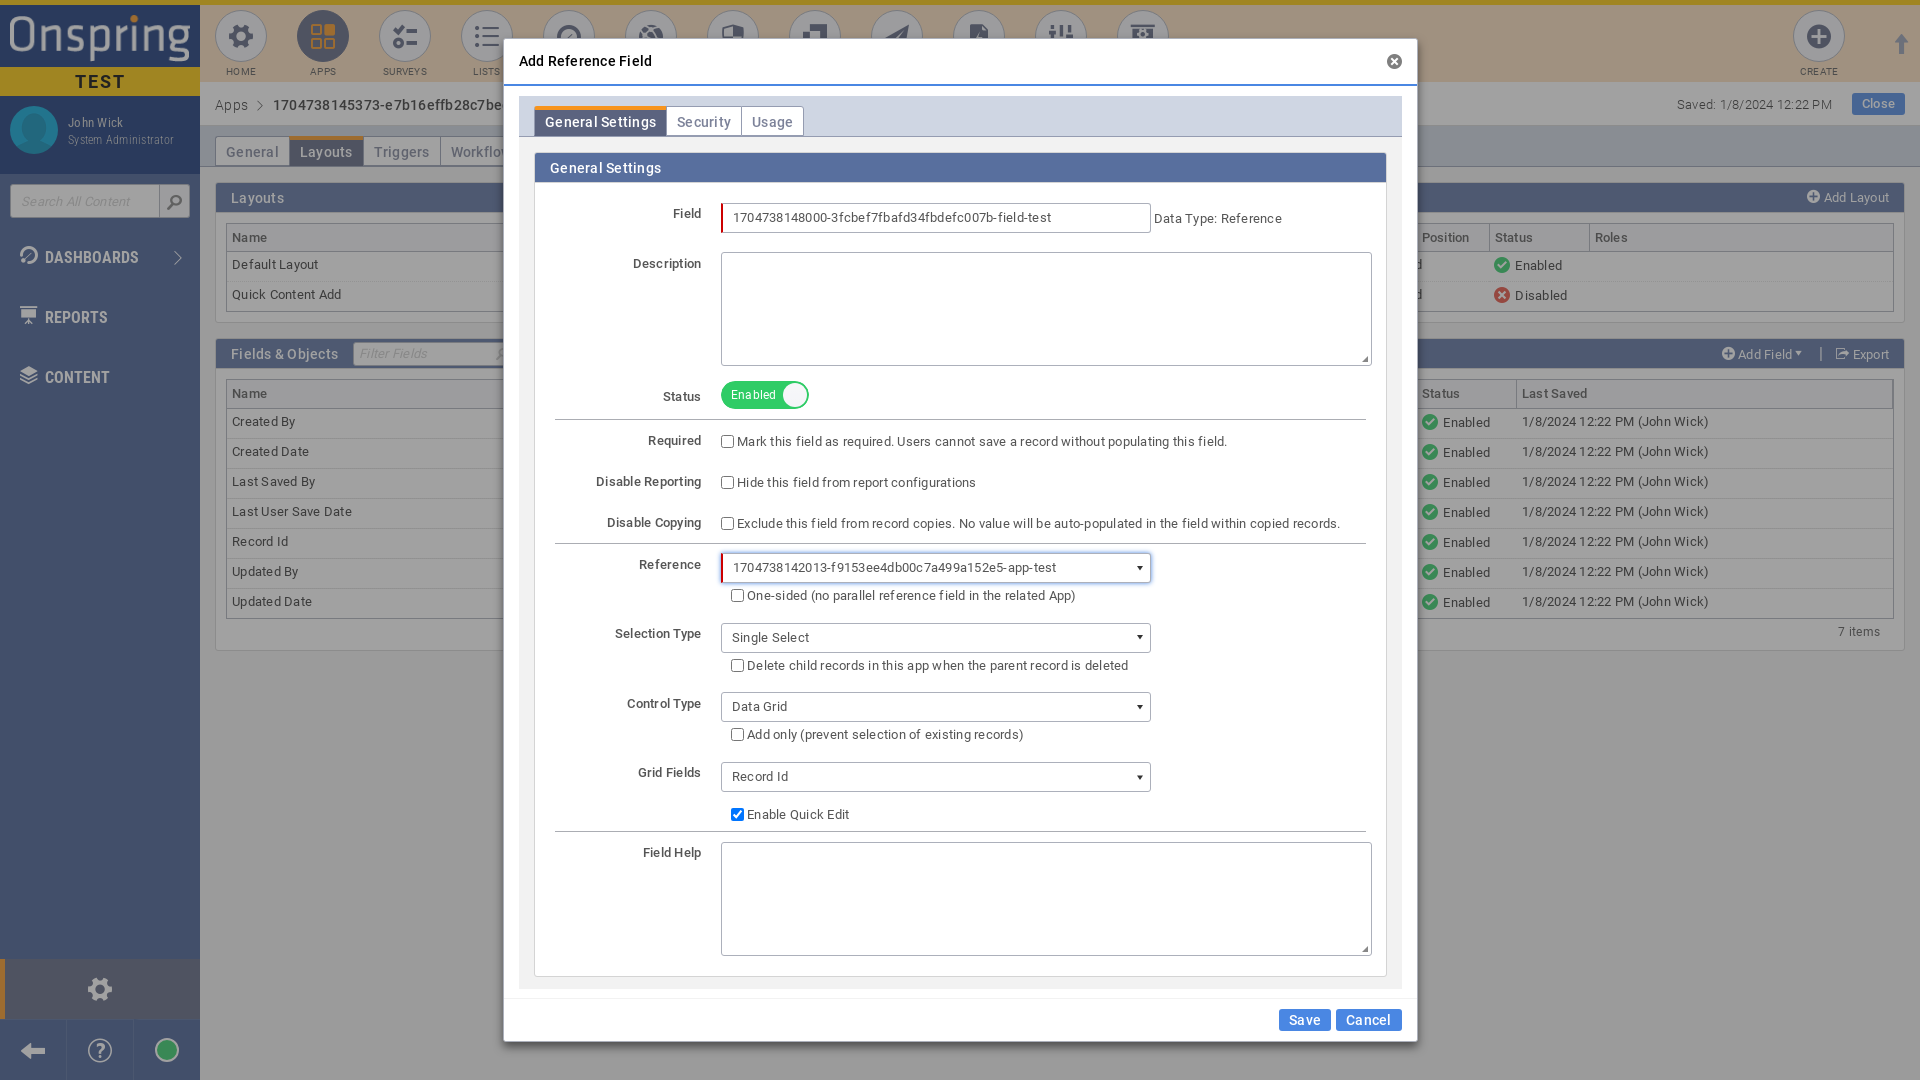 Onspring
TEST
John Wick
System Administrator
Search All Content
DASHBOARDS
REPORTS
CONTENT
HOME
APPS
SURVEYS
LISTS
CREATE
Apps
1704738145373-e7b16effb28c7be
Saved: 1/8/2024 12:22 PM
Close
General
Layouts
Triggers
Layouts
Add Layout
Name
Position
Status
Roles
Default Layout
Enabled
Quick Content Add
Disabled
Fields & Objects
Filter Fields
Add Field
Export
Name
Status
Last Saved
Created By
Enabled
1/8/2024 12:22 PM (John Wick)
Created Date
Enabled
1/8/2024 12:22 PM (John Wick)
Last Saved By
Enabled
1/8/2024 12:22 PM (John Wick)
Last User Save Date
Enabled
1/8/2024 12:22 PM (John Wick)
Record Id
Enabled
1/8/2024 12:22 PM (John Wick)
Updated By
Enabled
1/8/2024 12:22 PM (John Wick)
Updated Date
Enabled
1/8/2024 12:22 PM (John Wick)
7 items
Add Reference Field
General Settings
Security
Usage
General Settings
Field
1704738148000-3fcbef7fbafd34fbdefc007b-field-test
Data Type: Reference
Description
Status
Enabled
Required
Mark this field as required. Users cannot save a record without populating this field.
Disable Reporting
Hide this field from report configurations
Disable Copying
Exclude this field from record copies. No value will be auto-populated in the field within copied records.
Reference
1704738142013-f9153ee4db00c7a499a152e5-app-test
One-sided (no parallel reference field in the related App)
Selection Type
Single Select
Delete child records in this app when the parent record is deleted
Control Type
Data Grid
Add only (prevent selection of existing records)
Grid Fields
Record Id
Enable Quick Edit
Field Help
Save
Cancel